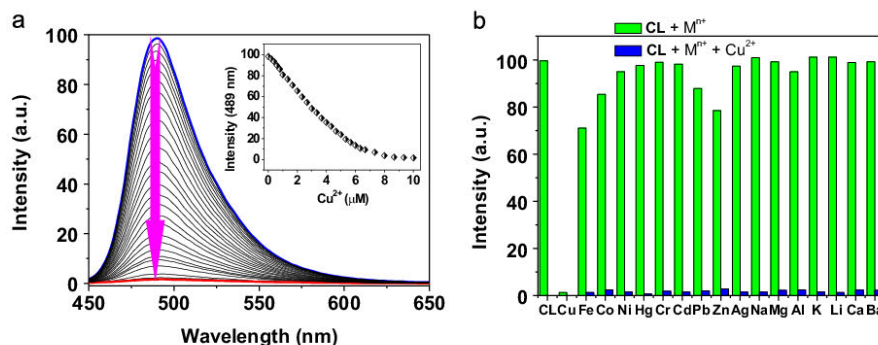 a
Intensity (a.u.)
100
80
60
40
20
0
450
500
550
600
650
Wavelength (nm)
Intensity (489 nm)
100
80
60
40
20
0
0
2
4
6
8
10
Cu²⁺ (μM)
b
CL + Mⁿ⁺
CL + Mⁿ⁺ + Cu²⁺
Intensity (a.u.)
100
80
60
40
20
0
CL Cu Fe Co Ni Hg Cr Cd Pb Zn Ag Na Mg Al K Li Ca Ba